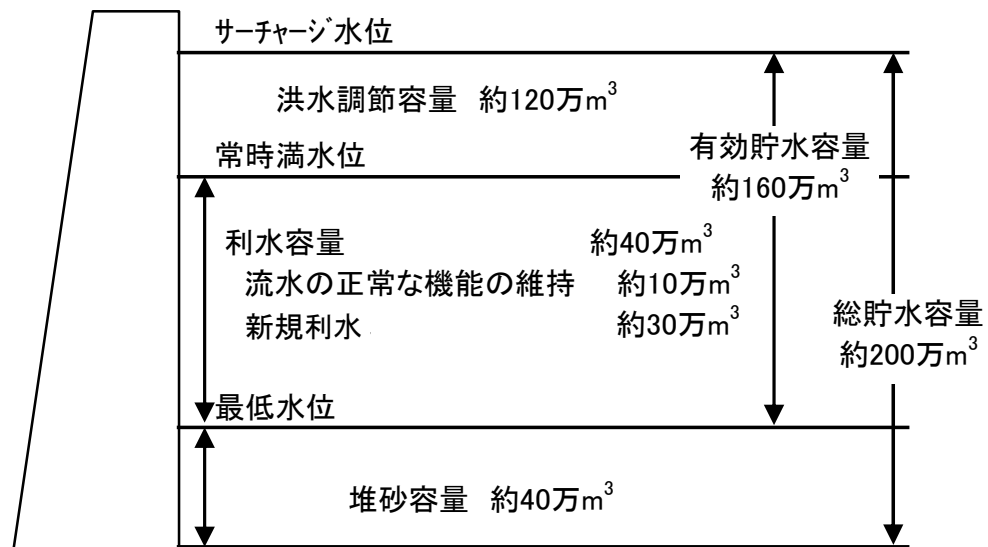 サーチャージ水位
洪水調節容量 約120万m³
常時満水位
有効貯水容量
約160万m³
利水容量 約40万m³
流水の正常な機能の維持 約10万m³
新規利水 約30万m³
総貯水容量
約200万m³
最低水位
堆砂容量 約40万m³